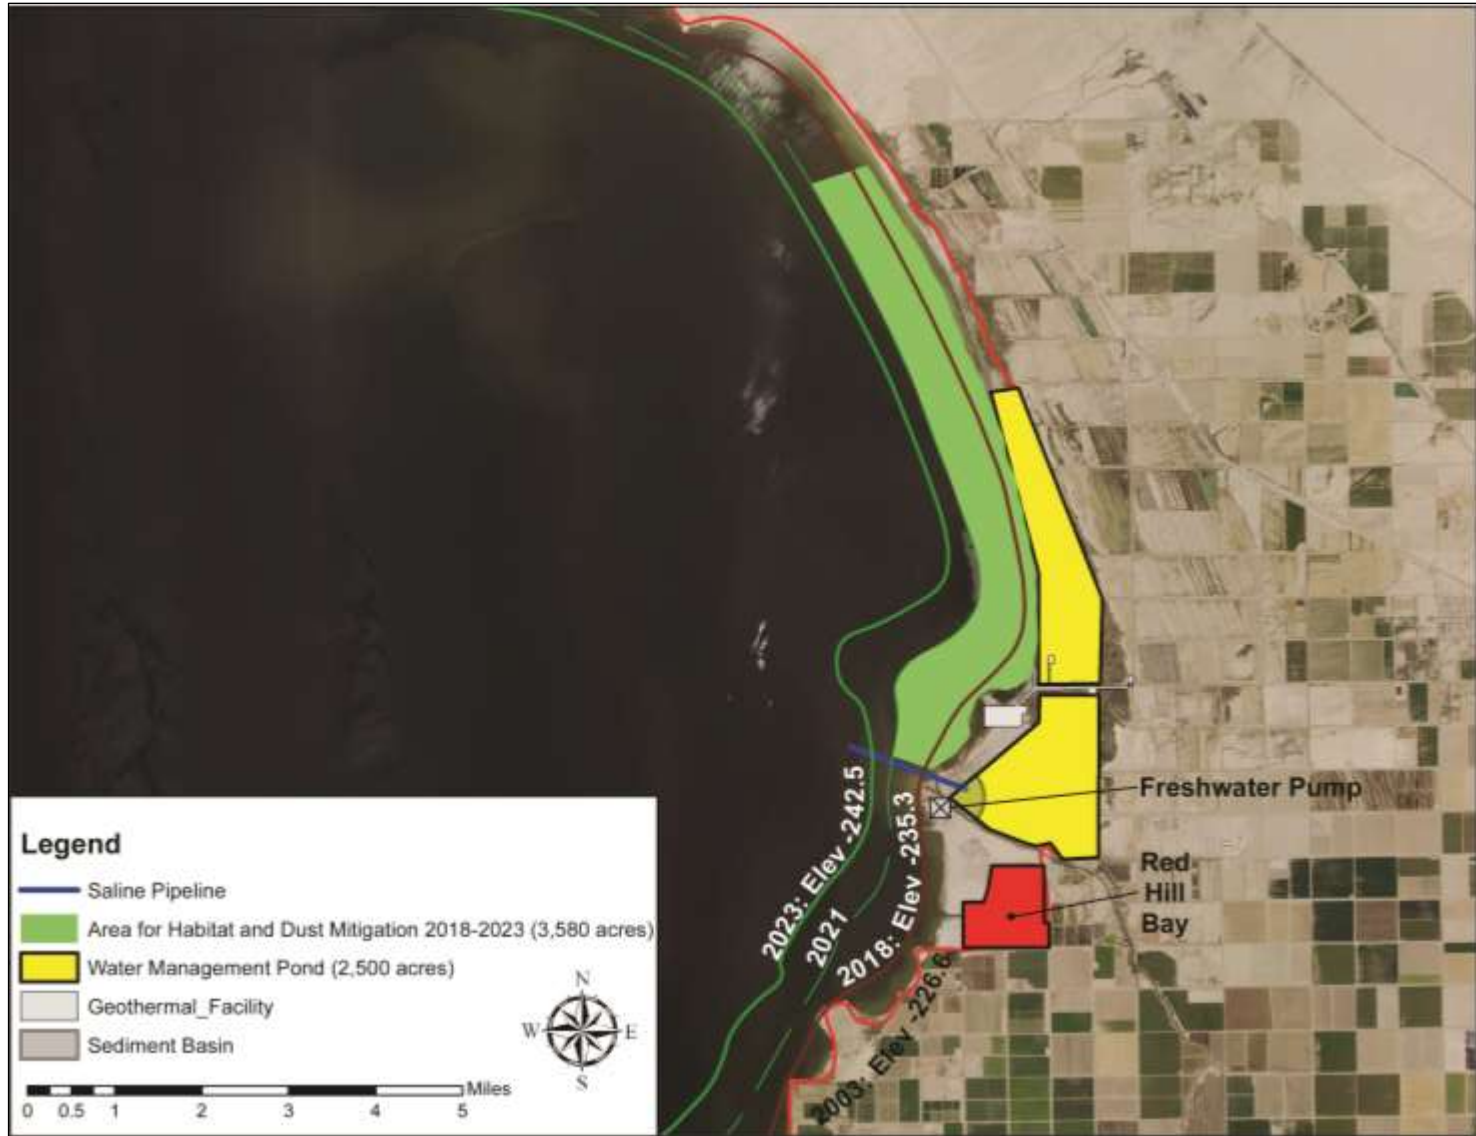 2023: Elev -242.5
2021
2018: Elev -235.3
2003: Elev -226.6
Freshwater Pump
Red
Hill
Bay
Legend
Saline Pipeline
Area for Habitat and Dust Mitigation 2018-2023 (3,580 acres)
Water Management Pond (2,500 acres)
Geothermal_Facility
Sediment Basin
N
W
E
S
Miles
0 0.5 1 2 3 4 5